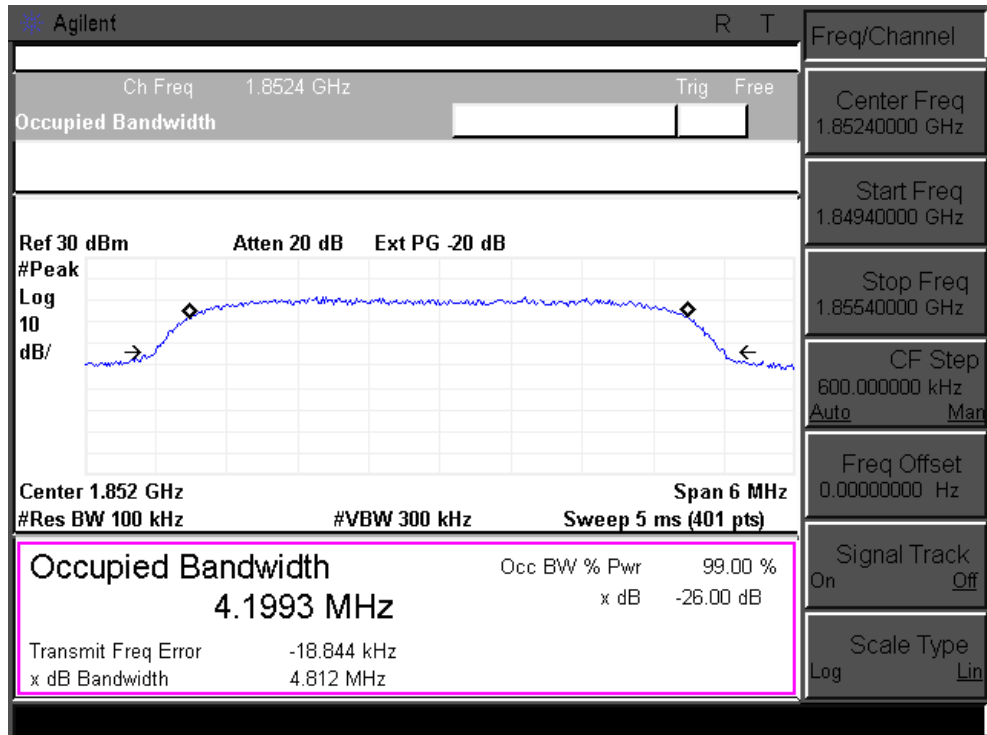 Agilent R T
Ch Freq 1.8524 GHz Trig Free
Occupied Bandwidth
Ref 30 dBm Atten 20 dB Ext PG -20 dB
#Peak
Log
10
dB/
Center 1.852 GHz Span 6 MHz
#Res BW 100 kHz #VBW 300 kHz Sweep 5 ms (401 pts)
Occupied Bandwidth
4.1993 MHz
Occ BW % Pwr 99.00 %
x dB -26.00 dB
Transmit Freq Error -18.844 kHz
x dB Bandwidth 4.812 MHz
Freq/Channel
Center Freq
1.85240000 GHz
Start Freq
1.84940000 GHz
Stop Freq
1.85540000 GHz
CF Step
600.000000 kHz
Auto Man
Freq Offset
0.00000000 Hz
Signal Track
On Off
Scale Type
Log Lin